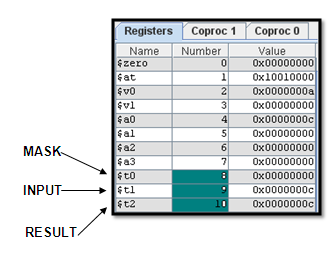 Registers Coproc 1 Coproc 0
Name Number Value
$zero 0 0x00000000
$at 1 0x10010000
$v0 2 0x0000000a
$v1 3 0x00000000
$a0 4 0x0000000c
$a1 5 0x00000000
$a2 6 0x00000000
$a3 7 0x00000000
MASK $t0 8 0x0000000c
INPUT $t1 9 0x0000000c
RESULT $t2 10 0x0000000c